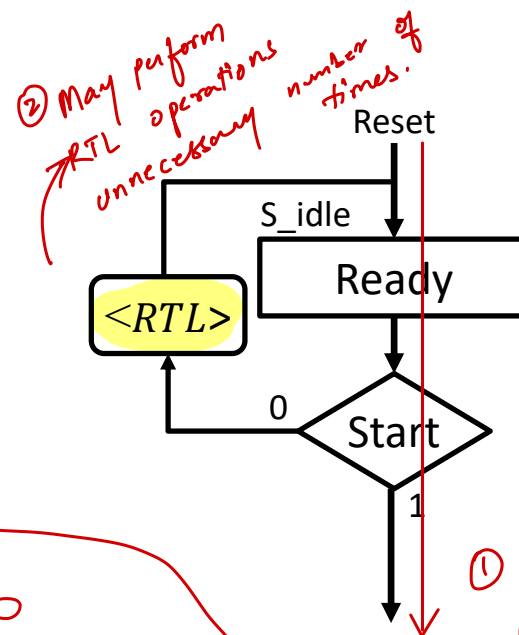 ② May perform
RTL operations
unnecessary number of
times.
Reset
S_idle
Ready
<RTL>
0
Start
1
①